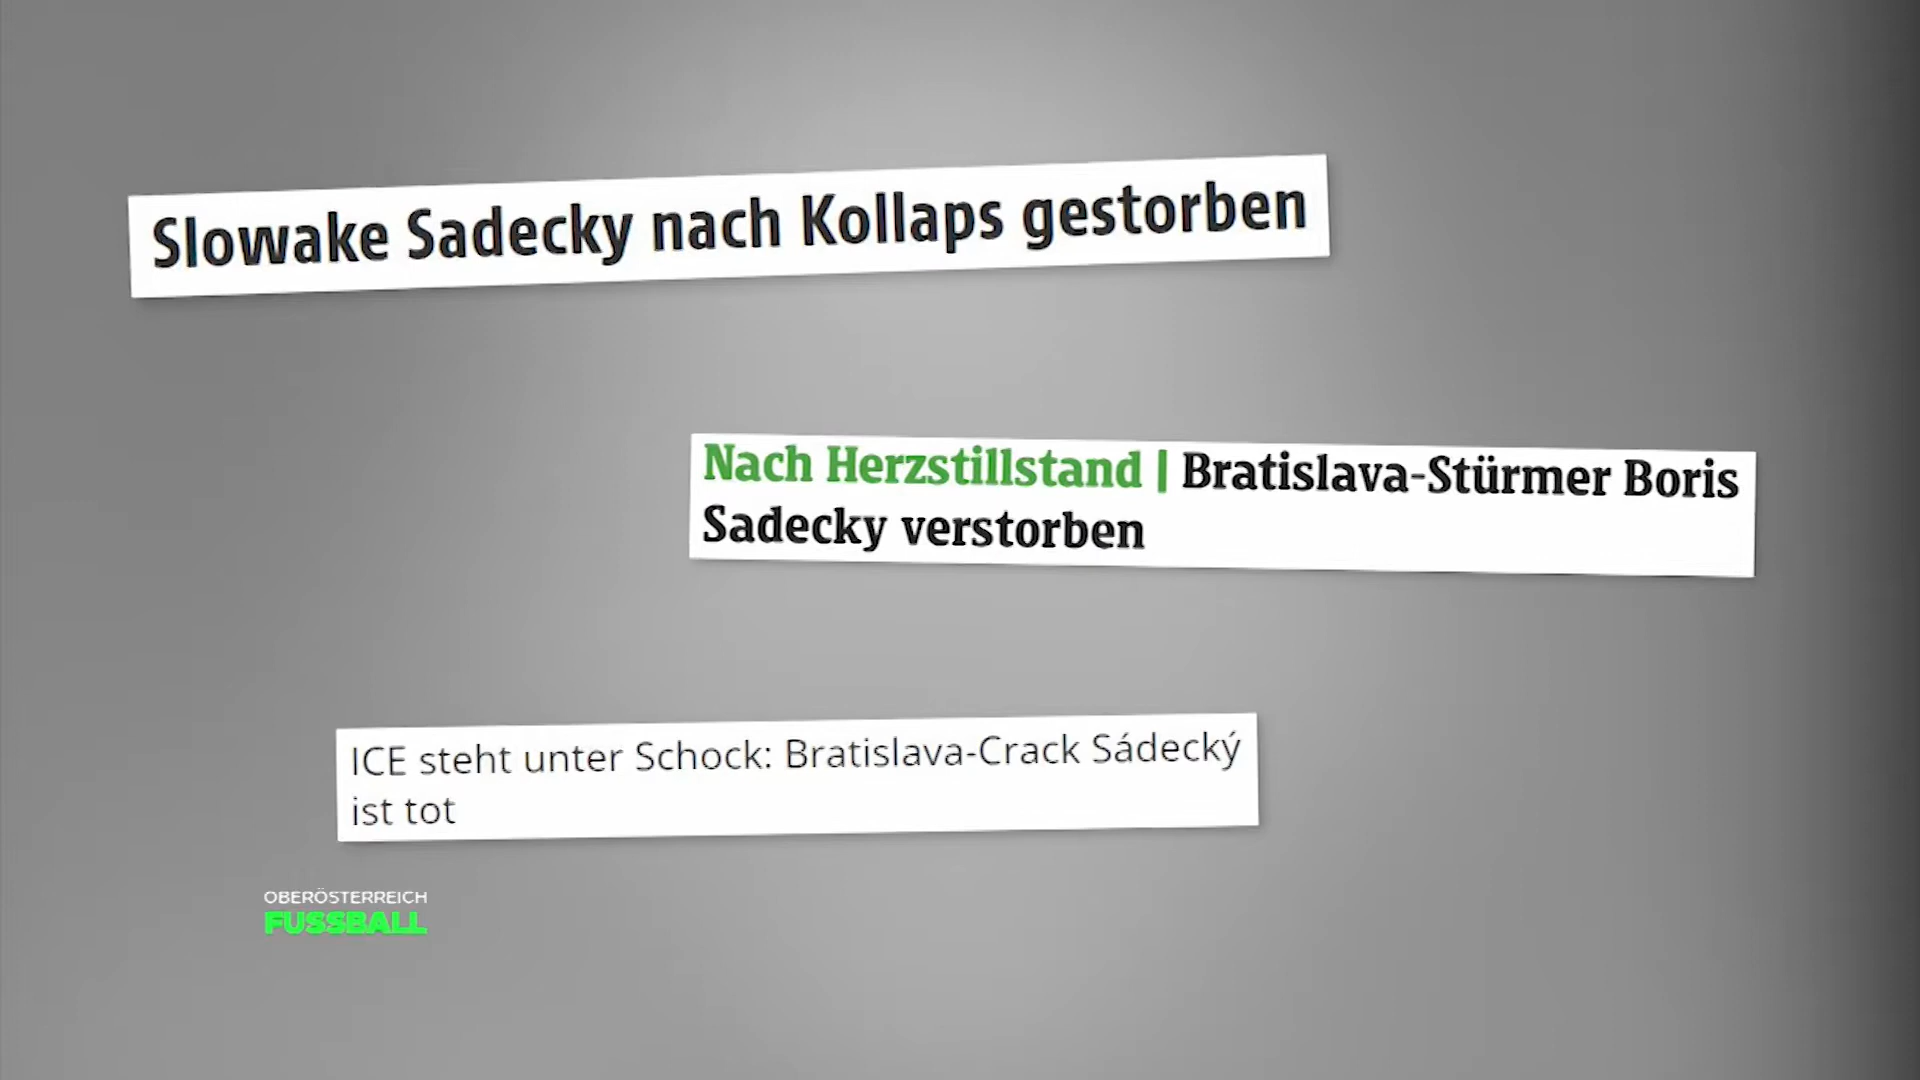 Slowake Sadecky nach Kollaps gestorben
Nach Herzstillstand | Bratislava-Stürmer Boris
Sadecky verstorben
ICE steht unter Schock: Bratislava-Crack Sádecký
ist tot
OBERÖSTERREICH
FUSSBALL